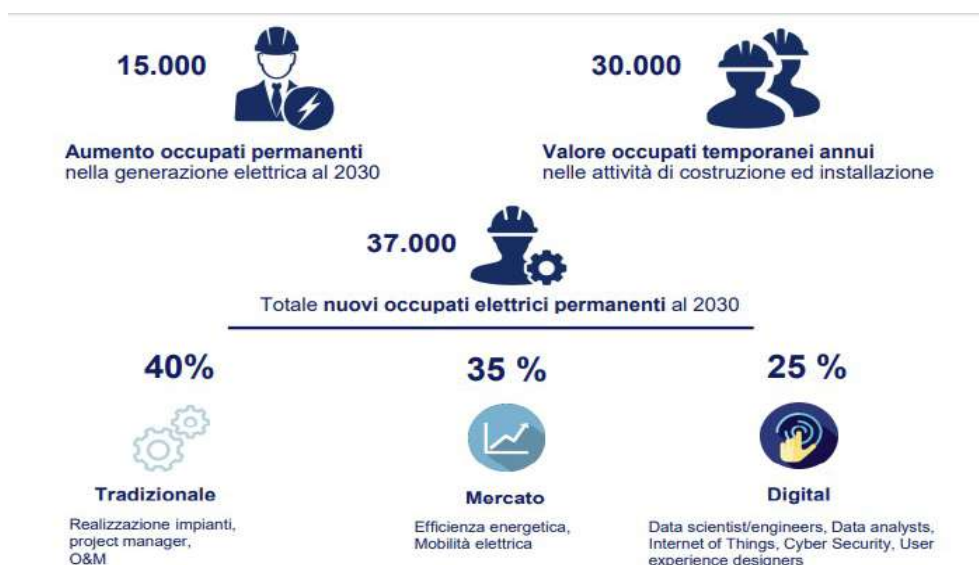 15.000
Aumento occupati permanenti
nella generazione elettrica al 2030
30.000
Valore occupati temporanei annui
nelle attività di costruzione ed installazione
37.000
Totale nuovi occupati elettrici permanenti al 2030
40%
Tradizionale
Realizzazione impianti,
project manager,
O&M
35 %
Mercato
Efficienza energetica,
Mobilità elettrica
25 %
Digital
Data scientist/engineers, Data analysts,
Internet of Things, Cyber Security, User
experience designers